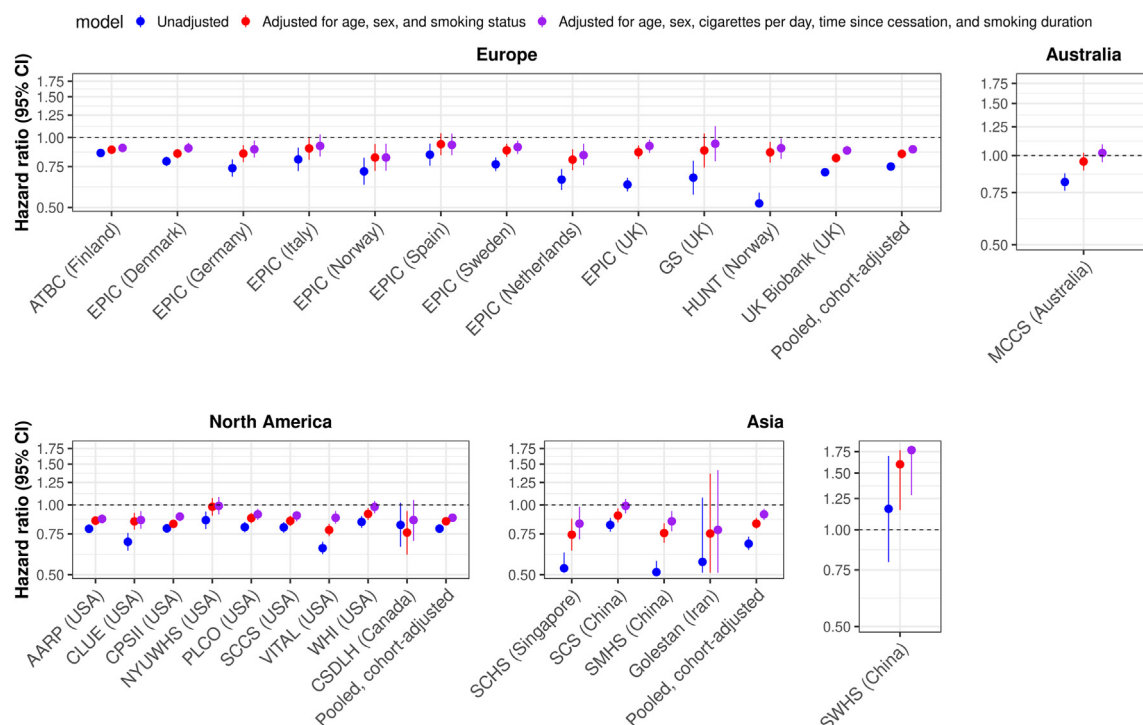 model Unadjusted Adjusted for age, sex, and smoking status Adjusted for age, sex, cigarettes per day, time since cessation, and smoking duration
Europe
Hazard ratio (95% CI)
1.75
1.50
1.25
1.00
0.75
0.50
ATBC (Finland)
EPIC (Denmark)
EPIC (Germany)
EPIC (Italy)
EPIC (Norway)
EPIC (Spain)
EPIC (Sweden)
EPIC (Netherlands)
EPIC (UK)
GS (UK)
HUNT (Norway)
UK Biobank (UK)
Pooled, cohort-adjusted
Australia
1.75
1.50
1.25
1.00
0.75
0.50
MCCS (Australia)
North America
Hazard ratio (95% CI)
1.75
1.50
1.25
1.00
0.75
0.50
AARP (USA)
CLUE (USA)
CPSII (USA)
NYUWHS (USA)
PLCO (USA)
SCCS (USA)
VITAL (USA)
WHI (USA)
CSDLH (Canada)
Pooled, cohort-adjusted
Asia
1.75
1.50
1.25
1.00
0.75
0.50
SCHS (Singapore)
SCS (China)
SMHS (China)
Golestan (Iran)
Pooled, cohort-adjusted
1.75
1.50
1.25
1.00
0.75
0.50
SWHS (China)